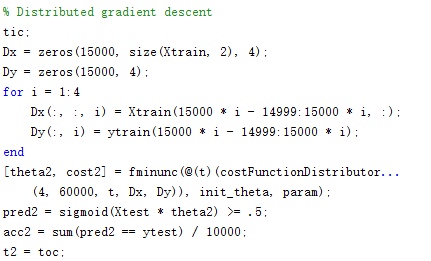 % Distributed gradient descent
tic;
Dx = zeros(15000, size(Xtrain, 2), 4);
Dy = zeros(15000, 4);
for i = 1:4
    Dx(:, :, i) = Xtrain(15000 * i - 14999:15000 * i, :);
    Dy(:, i) = ytrain(15000 * i - 14999:15000 * i);
end
[theta2, cost2] = fminunc(@(t)(costFunctionDistributor...
    (4, 60000, t, Dx, Dy)), init_theta, param);
pred2 = sigmoid(Xtest * theta2) >= .5;
acc2 = sum(pred2 == ytest) / 10000;
t2 = toc;